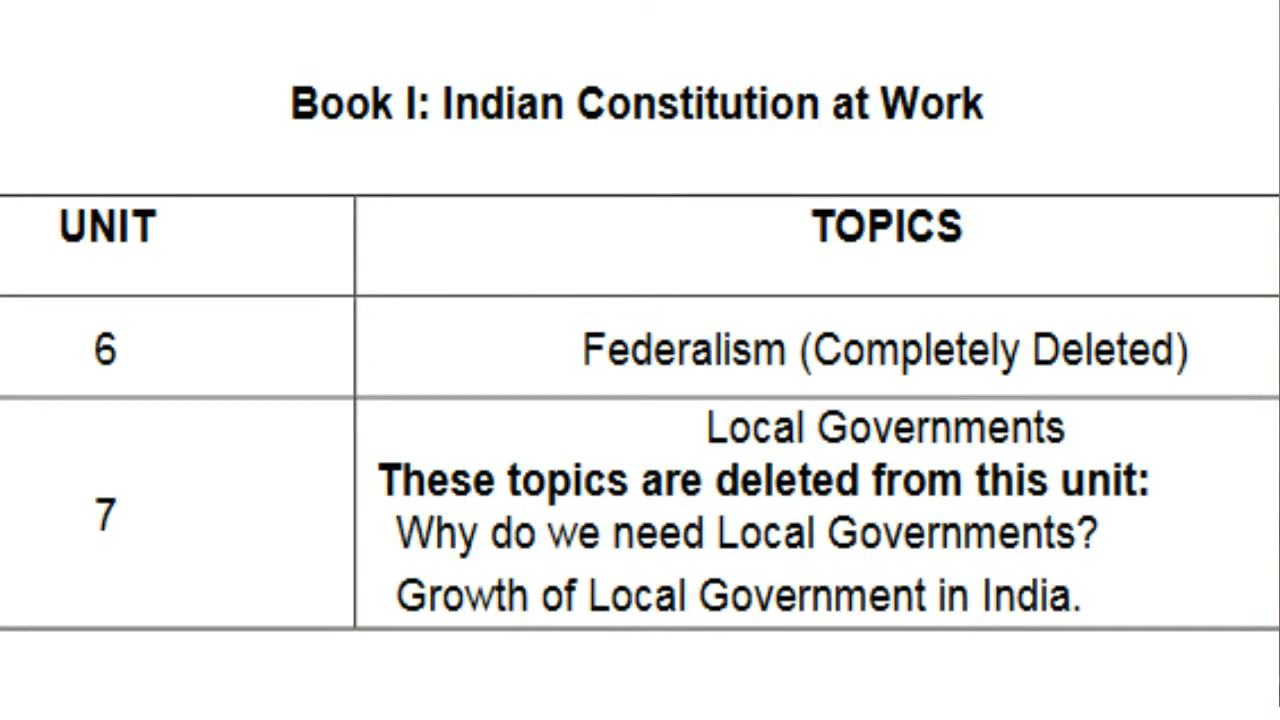 Book I: Indian Constitution at Work
UNIT
TOPICS
6
Federalism (Completely Deleted)
7
Local Governments
These topics are deleted from this unit:
Why do we need Local Governments?
Growth of Local Government in India.